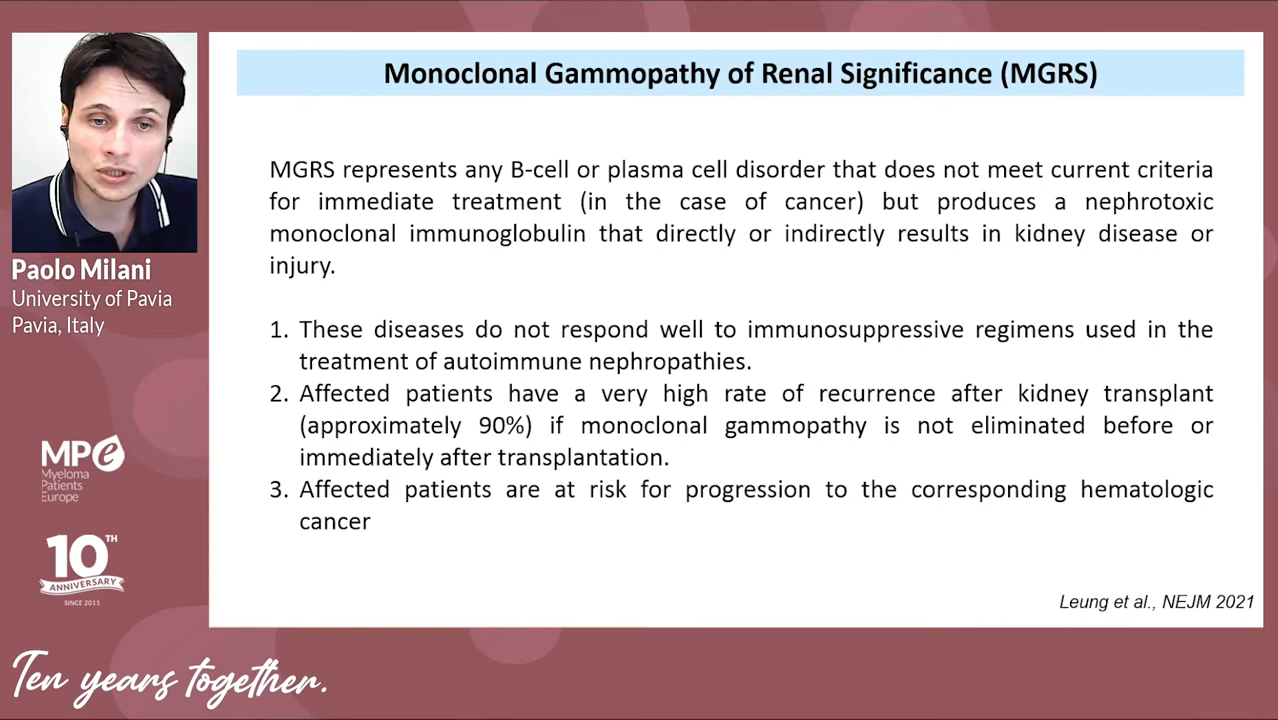 Monoclonal Gammopathy of Renal Significance (MGRS)
MGRS represents any B-cell or plasma cell disorder that does not meet current criteria
for immediate treatment (in the case of cancer) but produces a nephrotoxic
monoclonal immunoglobulin that directly or indirectly results in kidney disease or
injury.
1. These diseases do not respond well to immunosuppressive regimens used in the
treatment of autoimmune nephropathies.
2. Affected patients have a very high rate of recurrence after kidney transplant
(approximately 90%) if monoclonal gammopathy is not eliminated before or
immediately after transplantation.
3. Affected patients are at risk for progression to the corresponding hematologic
cancer
Leung et al., NEJM 2021
Paolo Milani
University of Pavia
Pavia, Italy
MPe
Myeloma
Patients
Europe
10TH
ANNIVERSARY
SINCE 2011
Ten years together.